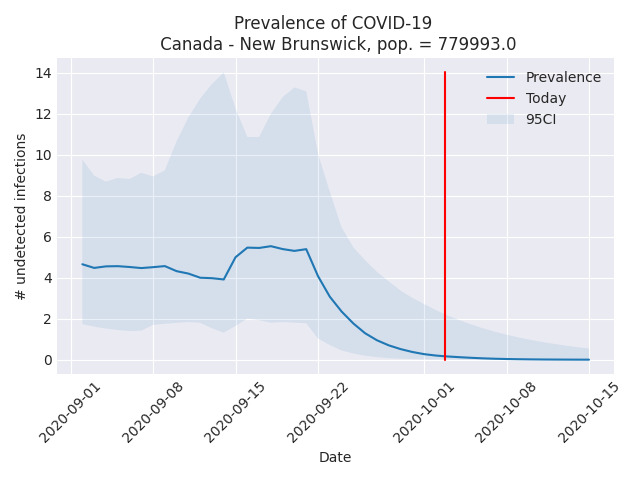 Prevalence of COVID-19
Canada - New Brunswick, pop. = 779993.0
Prevalence
Today
95CI
# undetected infections
14
12
10
8
6
4
2
0
2020-09-01
2020-09-08
2020-09-15
2020-09-22
2020-10-01
2020-10-08
2020-10-15
Date